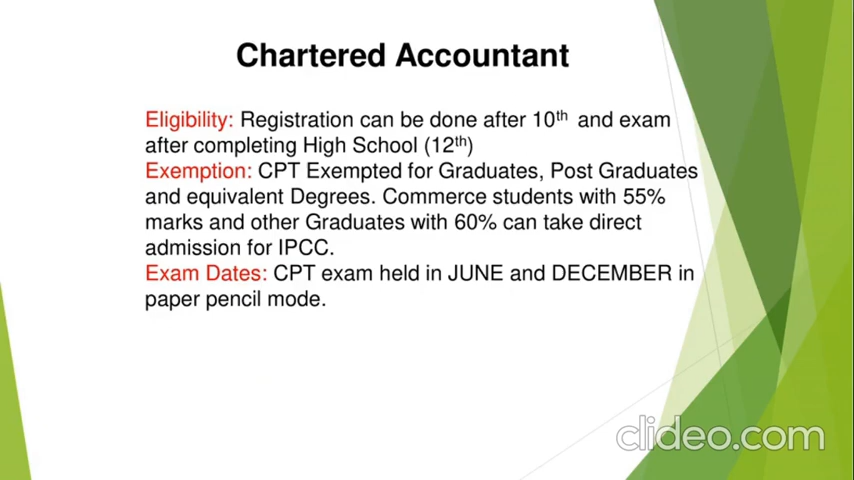 Chartered Accountant
Eligibility: Registration can be done after 10th and exam
after completing High School (12th)
Exemption: CPT Exempted for Graduates, Post Graduates
and equivalent Degrees. Commerce students with 55%
marks and other Graduates with 60% can take direct
admission for IPCC.
Exam Dates: CPT exam held in JUNE and DECEMBER in
paper pencil mode.
clideo.com